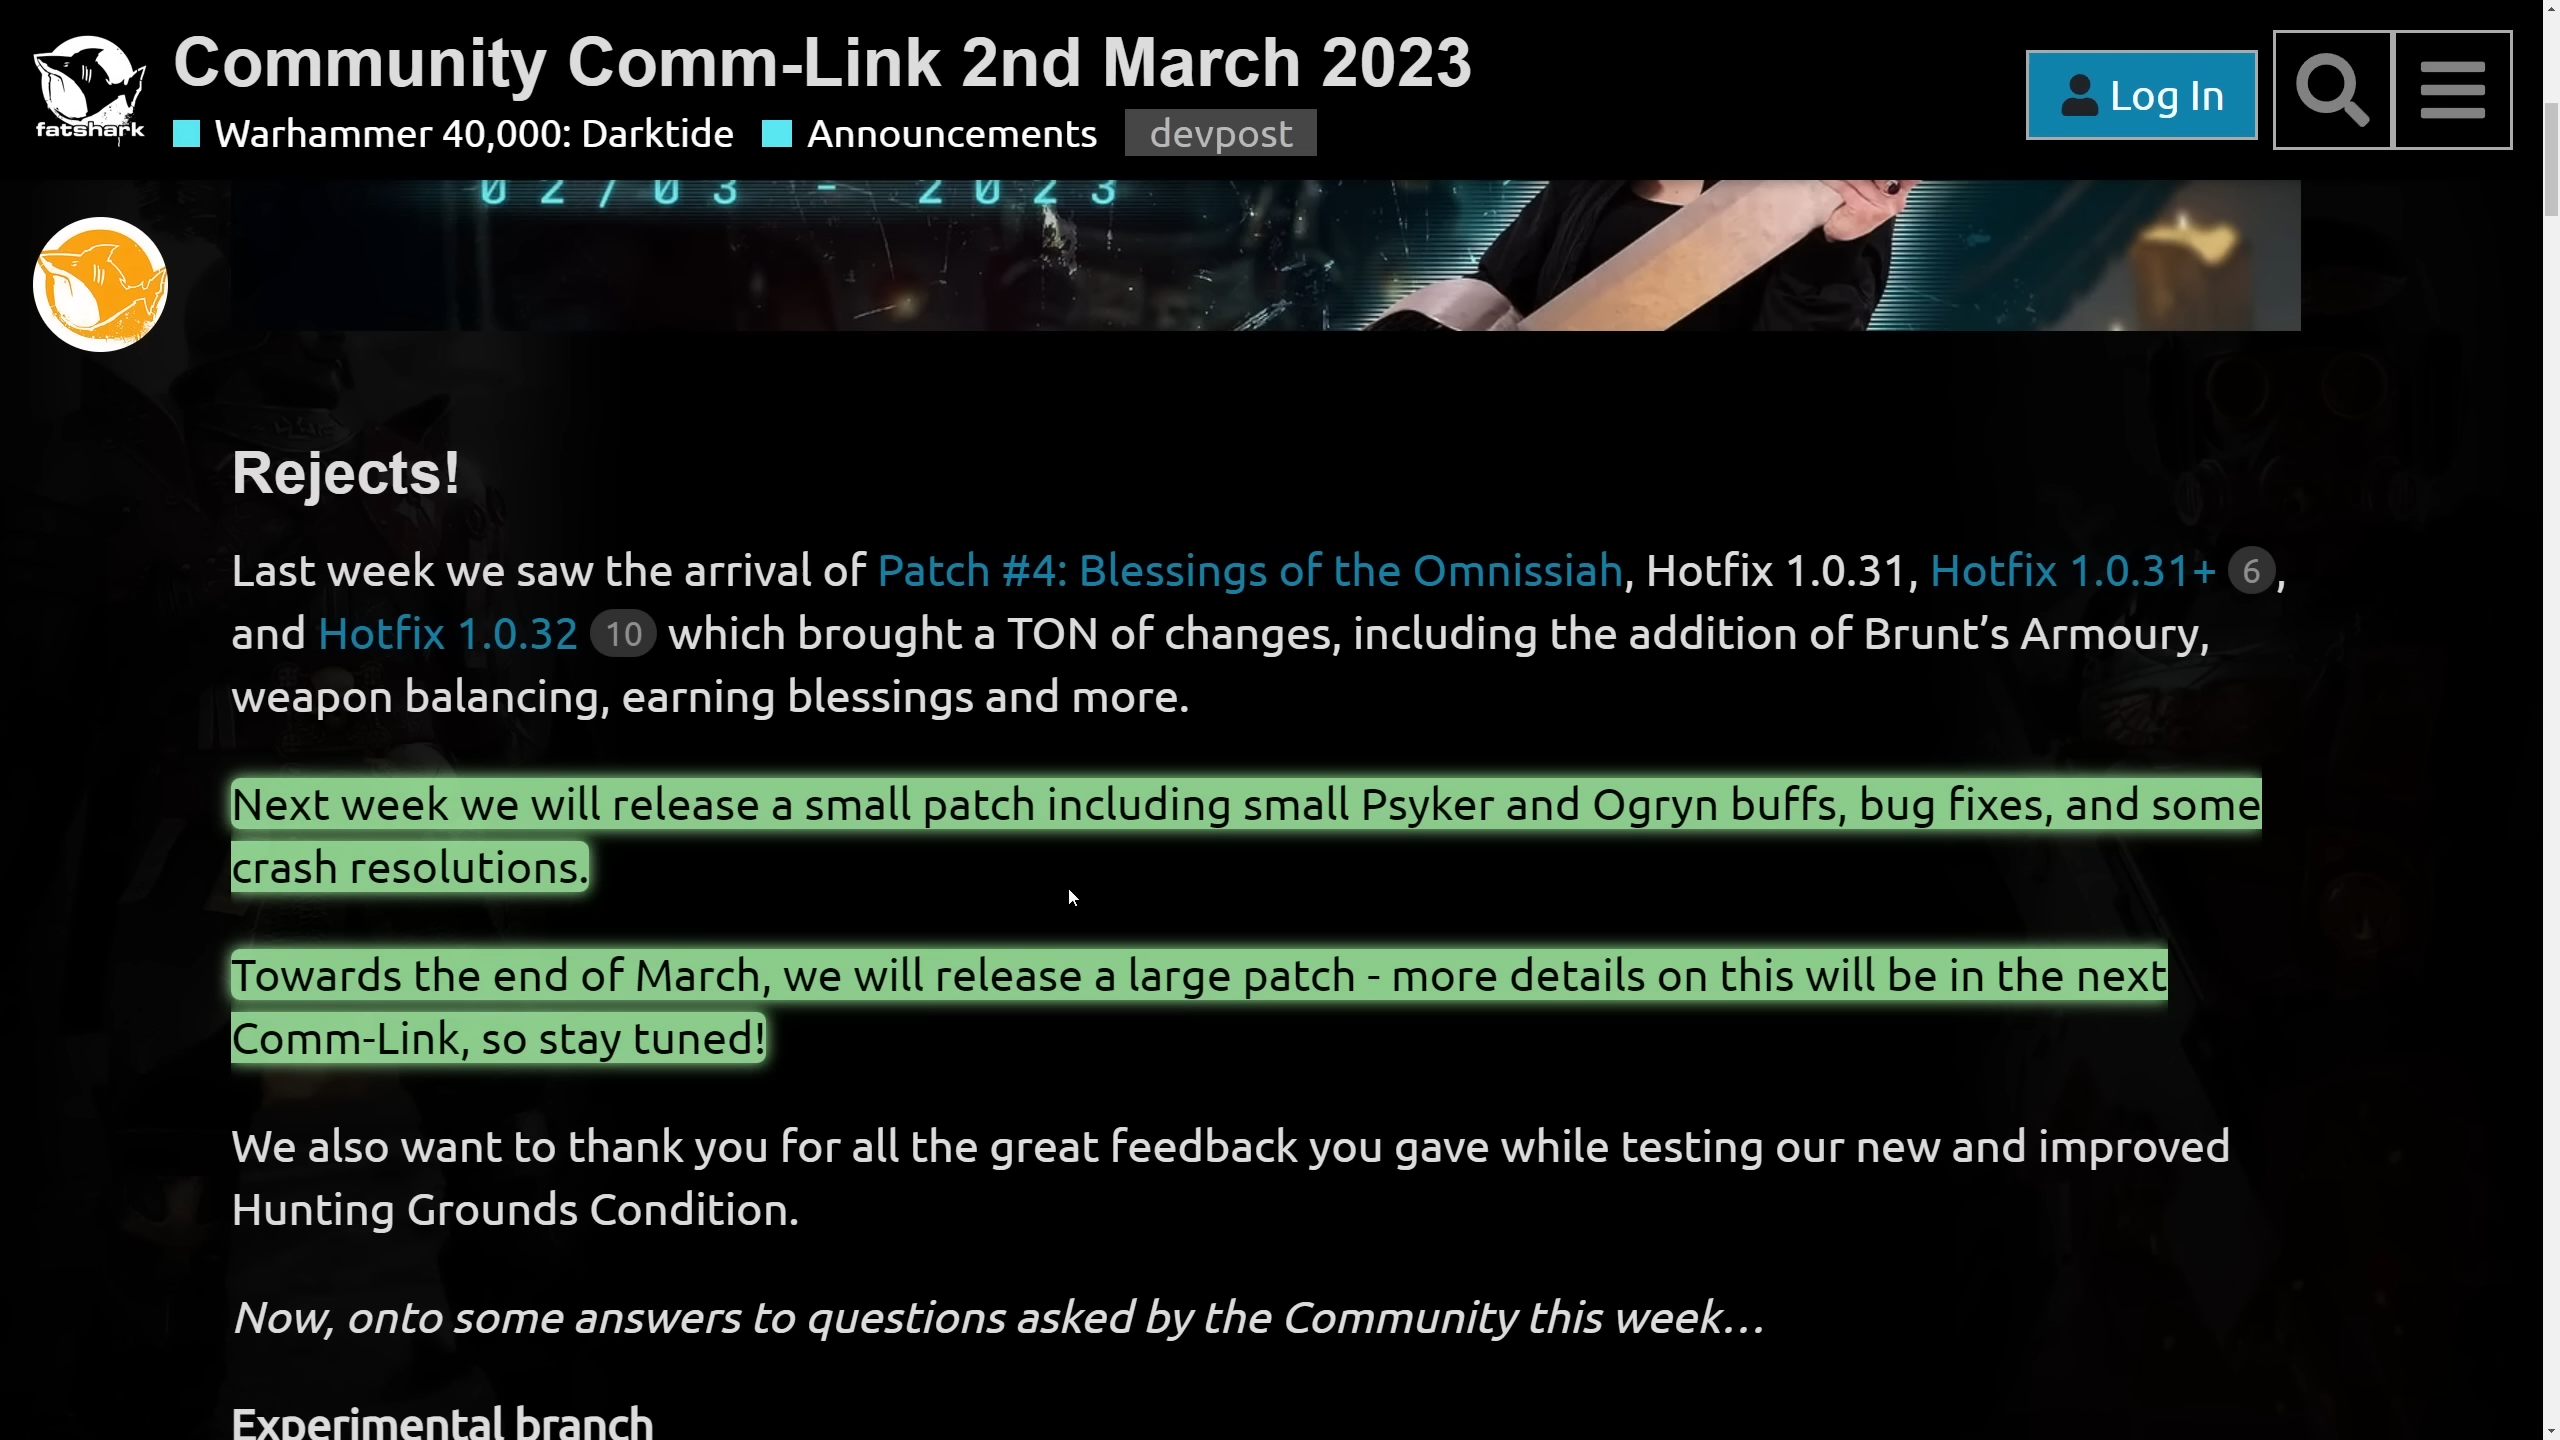 Community Comm-Link 2nd March 2023
fatshark
Warhammer 40,000: Darktide
Announcements
devpost
Log In
02/03 - 2023
Rejects!
Last week we saw the arrival of Patch #4: Blessings of the Omnissiah, Hotfix 1.0.31, Hotfix 1.0.31+ 6,
and Hotfix 1.0.32 10 which brought a TON of changes, including the addition of Brunt’s Armoury,
weapon balancing, earning blessings and more.
Next week we will release a small patch including small Psyker and Ogryn buffs, bug fixes, and some
crash resolutions.
Towards the end of March, we will release a large patch - more details on this will be in the next
Comm-Link, so stay tuned!
We also want to thank you for all the great feedback you gave while testing our new and improved
Hunting Grounds Condition.
Now, onto some answers to questions asked by the Community this week…
Experimental branch